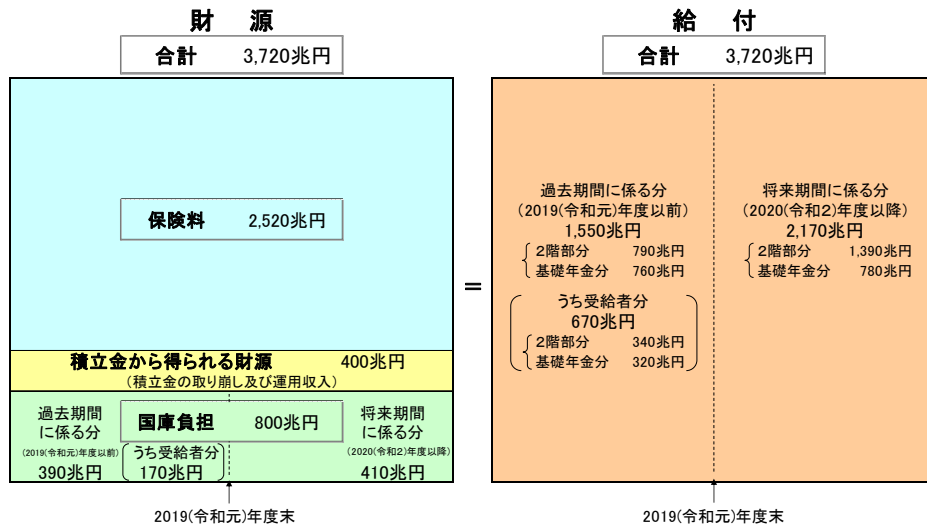 財 源
合計 3,720兆円
保険料 2,520兆円
積立金から得られる財源 400兆円
(積立金の取り崩し及び運用収入)
過去期間
に係る分
(2019(令和元)年度以前)
390兆円
国庫負担 800兆円
うち受給者分
170兆円
将来期間
に係る分
(2020(令和2)年度以降)
410兆円
2019(令和元)年度末
=
給 付
合計 3,720兆円
過去期間に係る分
(2019(令和元)年度以前)
1,550兆円
2階部分 790兆円
基礎年金分 760兆円
うち受給者分
670兆円
2階部分 340兆円
基礎年金分 320兆円
将来期間に係る分
(2020(令和2)年度以降)
2,170兆円
2階部分 1,390兆円
基礎年金分 780兆円
2019(令和元)年度末